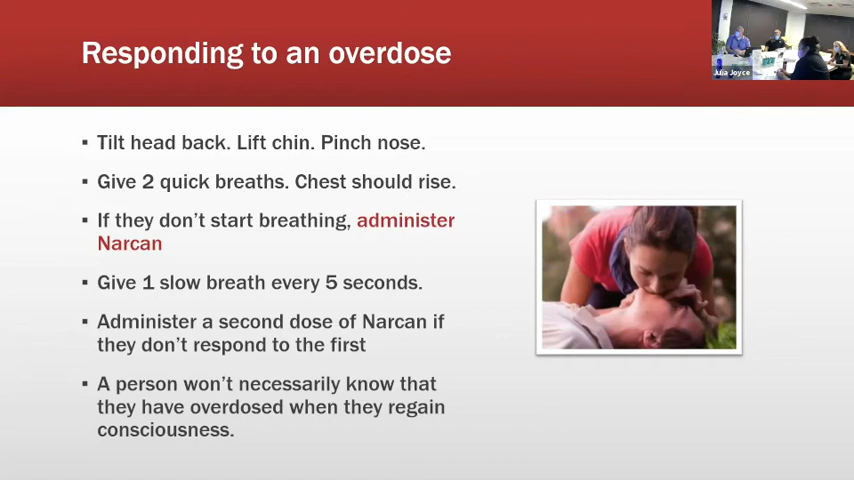 Responding to an overdose
Julia Joyce
▪ Tilt head back. Lift chin. Pinch nose.
▪ Give 2 quick breaths. Chest should rise.
▪ If they don’t start breathing, administer
Narcan
▪ Give 1 slow breath every 5 seconds.
▪ Administer a second dose of Narcan if
they don’t respond to the first
▪ A person won’t necessarily know that
they have overdosed when they regain
consciousness.